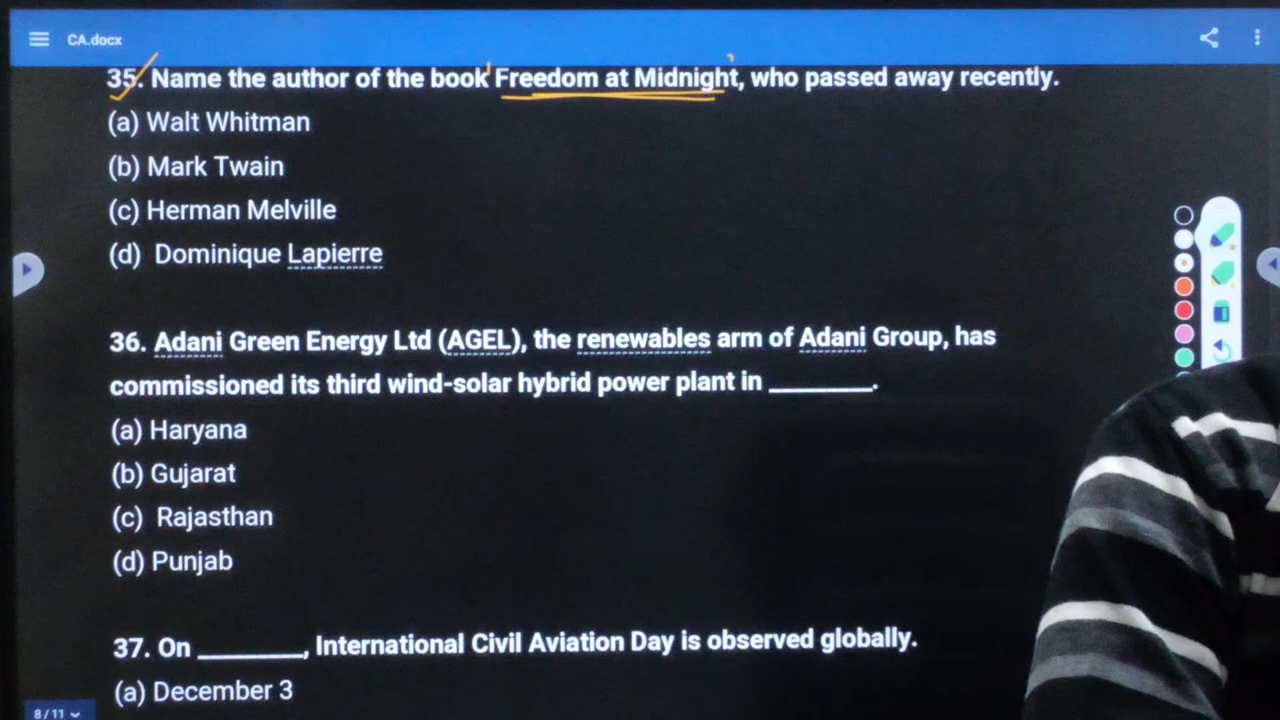 CA.docx
35. Name the author of the book 'Freedom at Midnight', who passed away recently.
(a) Walt Whitman
(b) Mark Twain
(c) Herman Melville
(d) Dominique Lapierre
36. Adani Green Energy Ltd (AGEL), the renewables arm of Adani Group, has
commissioned its third wind-solar hybrid power plant in ________.
(a) Haryana
(b) Gujarat
(c) Rajasthan
(d) Punjab
37. On ________, International Civil Aviation Day is observed globally.
(a) December 3
8/11